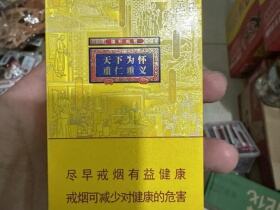 天下为怀
重仁重义
尽早戒烟有益健康
戒烟可减少对健康的危害